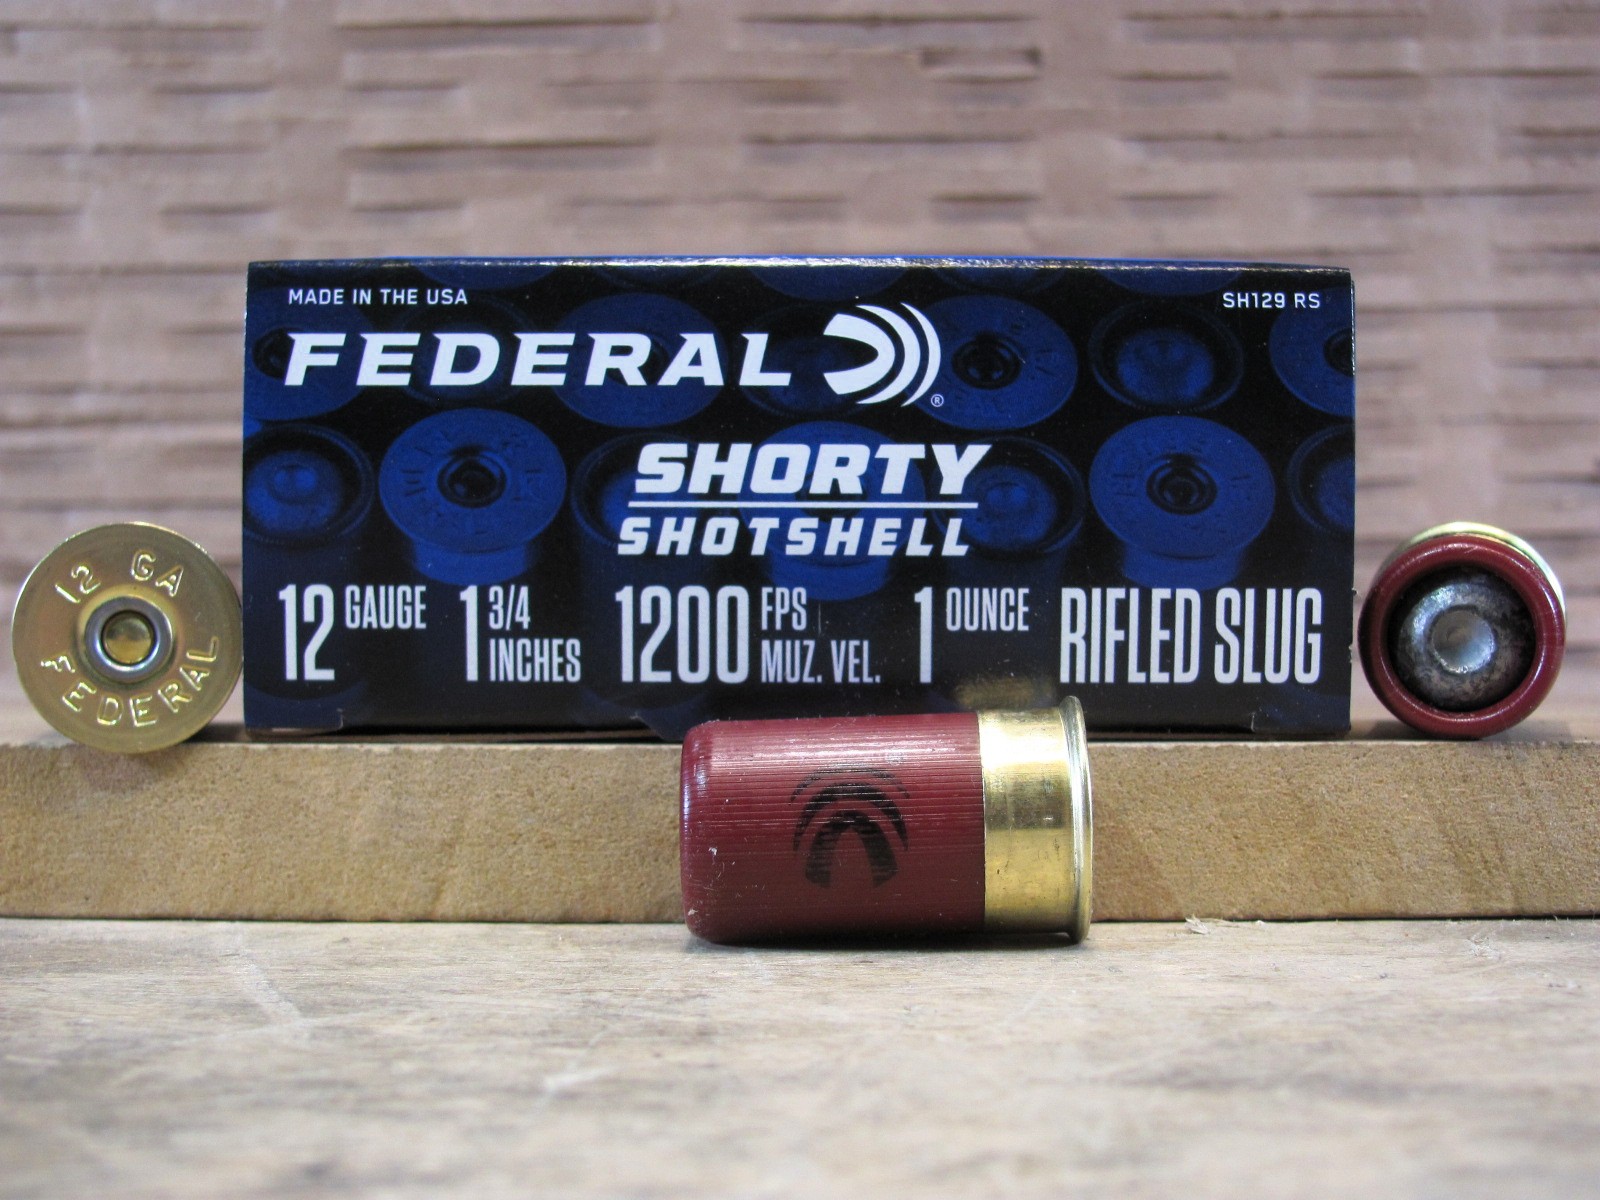 MADE IN THE USA
SH129 RS
FEDERAL
®
SHORTY
SHOTSHELL
12 GAUGE 1 3/4 INCHES 1200 FPS MUZ. VEL. 1 OUNCE RIFLED SLUG
12 GA
FEDERAL